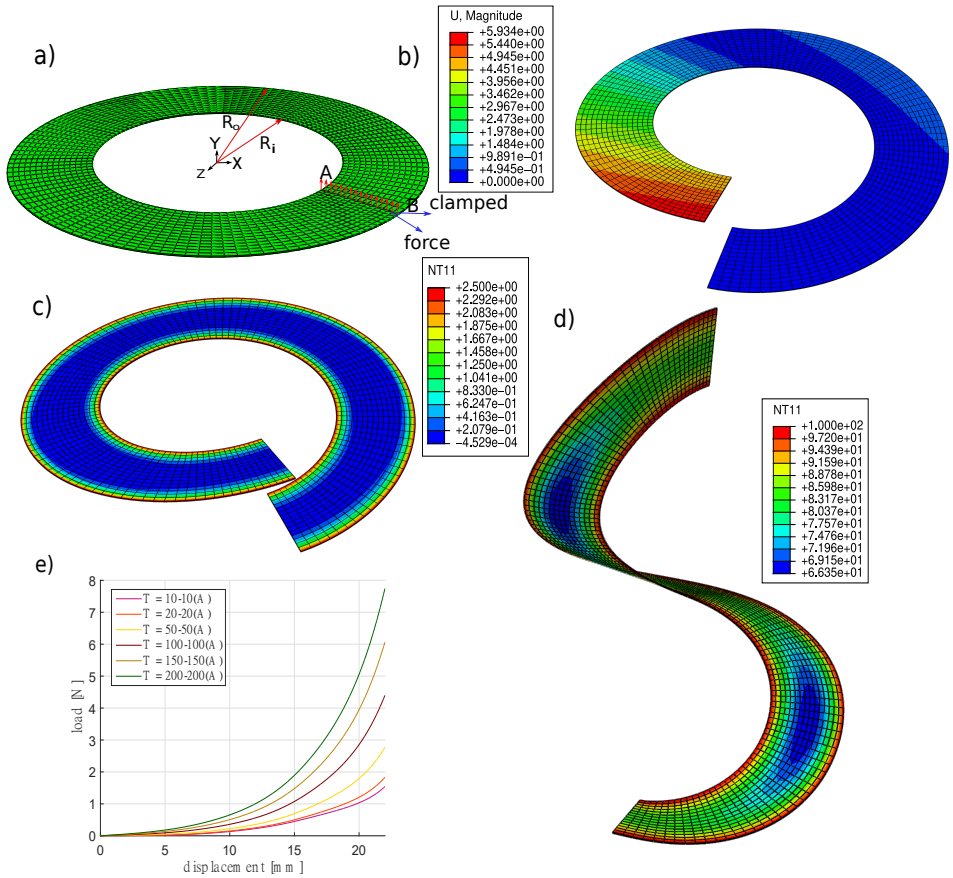 a)
R_o
R_i
Y
X
Z
A
B
clamped
force
b)
U, Magnitude
+5.934e+00
+5.440e+00
+4.945e+00
+4.451e+00
+3.956e+00
+3.462e+00
+2.967e+00
+2.473e+00
+1.978e+00
+1.484e+00
+9.891e-01
+4.945e-01
+0.000e+00
c)
NT11
+2.500e+00
+2.292e+00
+2.083e+00
+1.875e+00
+1.667e+00
+1.458e+00
+1.250e+00
+1.041e+00
+8.330e-01
+6.247e-01
+4.163e-01
+2.079e-01
-4.529e-04
d)
NT11
+1.000e+02
+9.720e+01
+9.439e+01
+9.159e+01
+8.878e+01
+8.598e+01
+8.317e+01
+8.037e+01
+7.757e+01
+7.476e+01
+7.196e+01
+6.915e+01
+6.635e+01
e)
T = 10-10(A)
T = 20-20(A)
T = 50-50(A)
T = 100-100(A)
T = 150-150(A)
T = 200-200(A)
load [N]
8
7
6
5
4
3
2
1
0
0 5 10 15 20
displacement [mm]